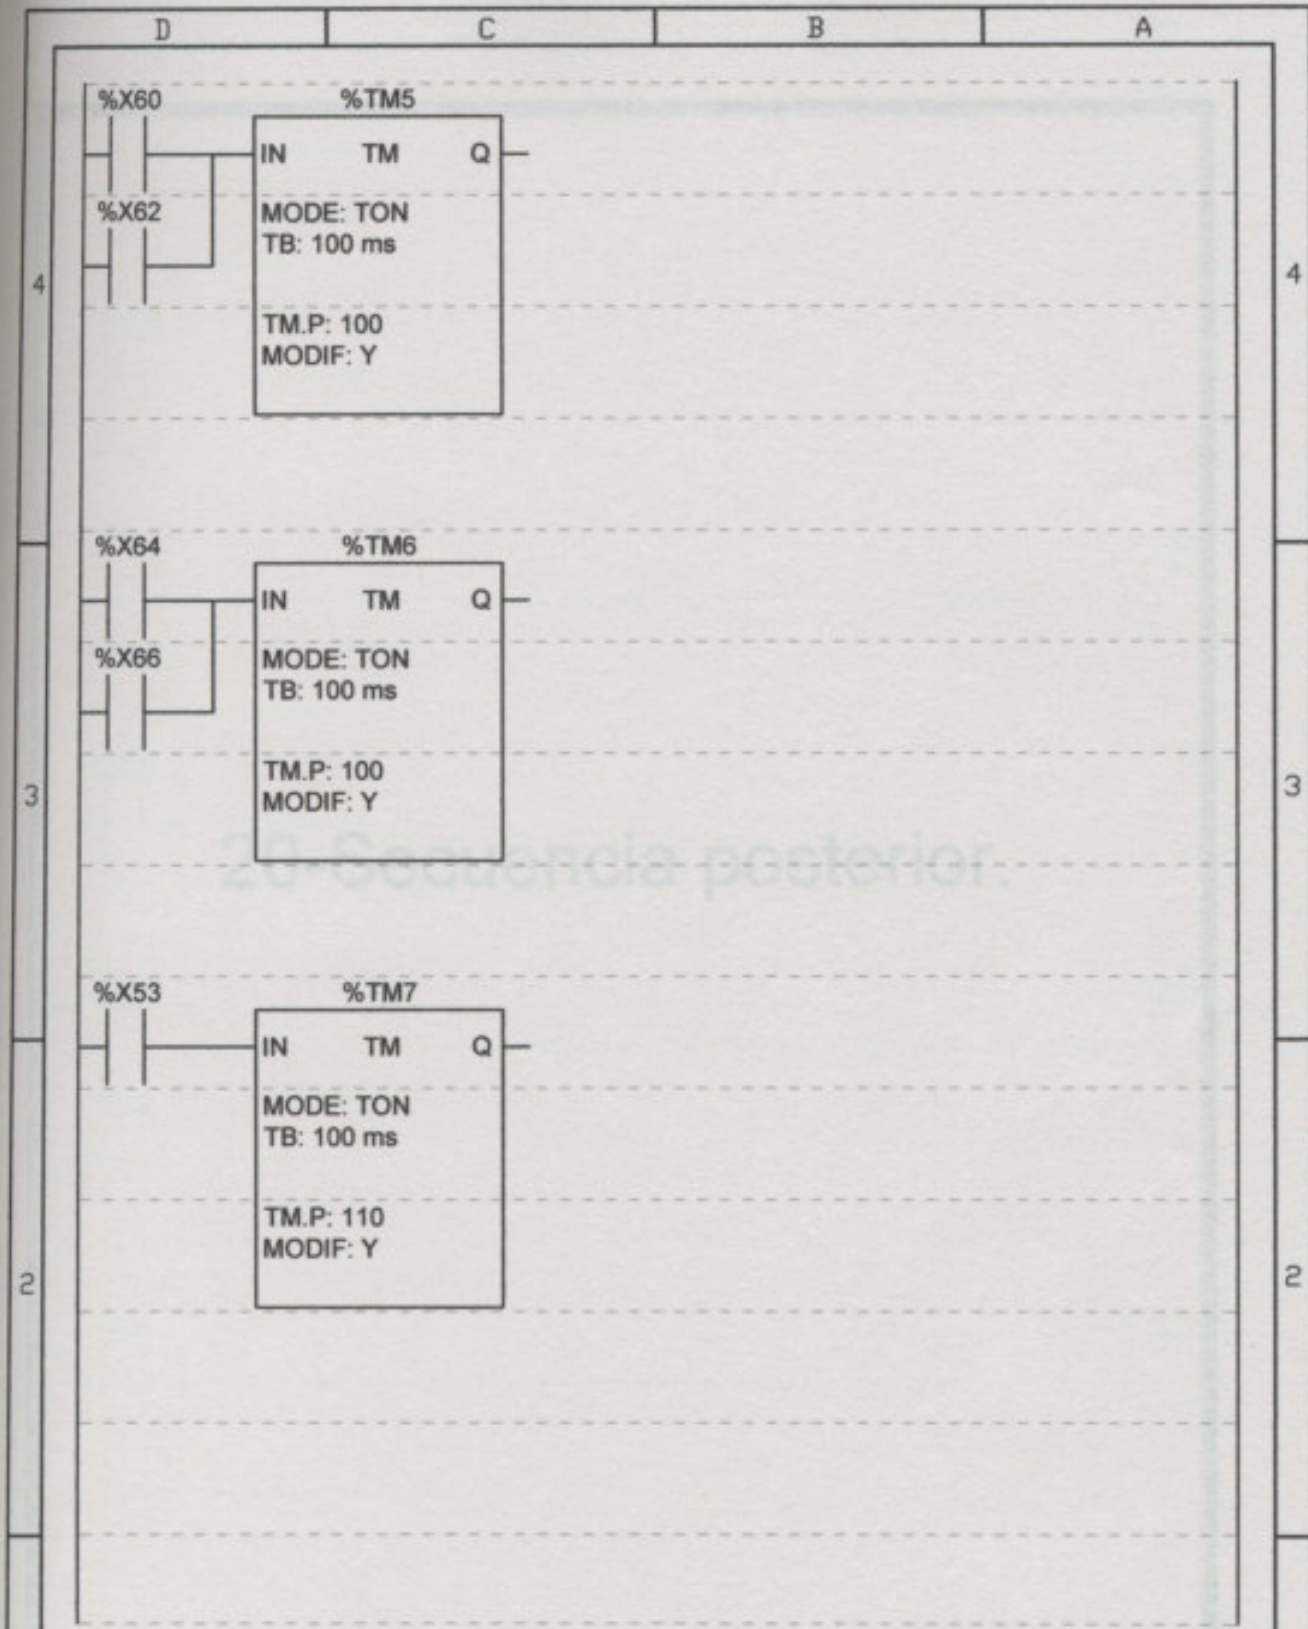 D C B A
%X60 %TM5
IN TM Q
%X62 MODE: TON
TB: 100 ms
4 4
TM.P: 100
MODIF: Y
%X64 %TM6
IN TM Q
%X66 MODE: TON
TB: 100 ms
TM.P: 100
3 3
MODIF: Y
20-Secuencia posterior.
%X53 %TM7
IN TM Q
MODE: TON
TB: 100 ms
TM.P: 110
MODIF: Y
2 2